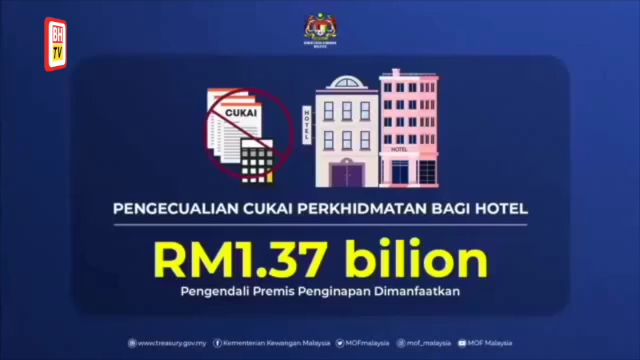 BH
TV
CUKAI
HOTEL
HOTEL
PENGECUALIAN CUKAI PERKHIDMATAN BAGI HOTEL
RM1.37 bilion
Pengendali Premis Penginapan Dimanfaatkan
www.treasury.gov.my Kementerian Kewangan Malaysia MOFmalaysia mof_malaysia MOF Malaysia